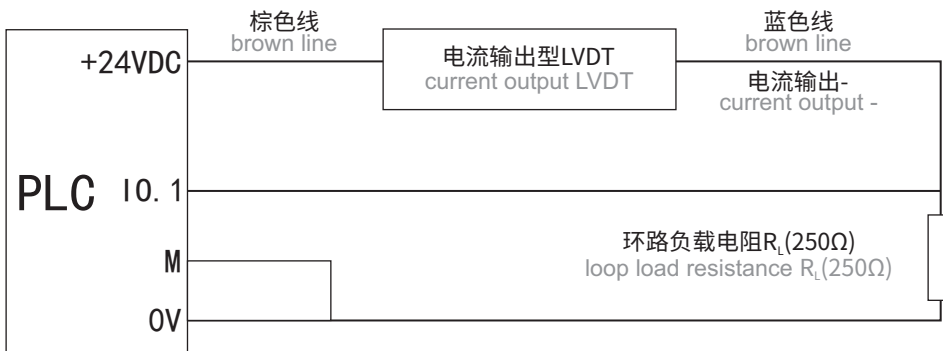 棕色线
brown line
蓝色线
brown line
+24VDC
电流输出型LVDT
current output LVDT
电流输出-
current output -
PLC
I0.1
环路负载电阻RL(250Ω)
loop load resistance RL(250Ω)
M
0V